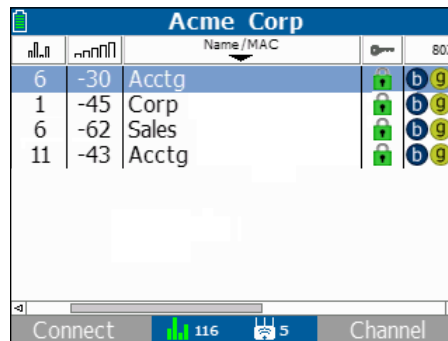 Acme Corp
Name/MAC 802
6 -30 Acctg b g
1 -45 Corp b g
6 -62 Sales b g
11 -43 Acctg b g
Connect 116 5 Channel